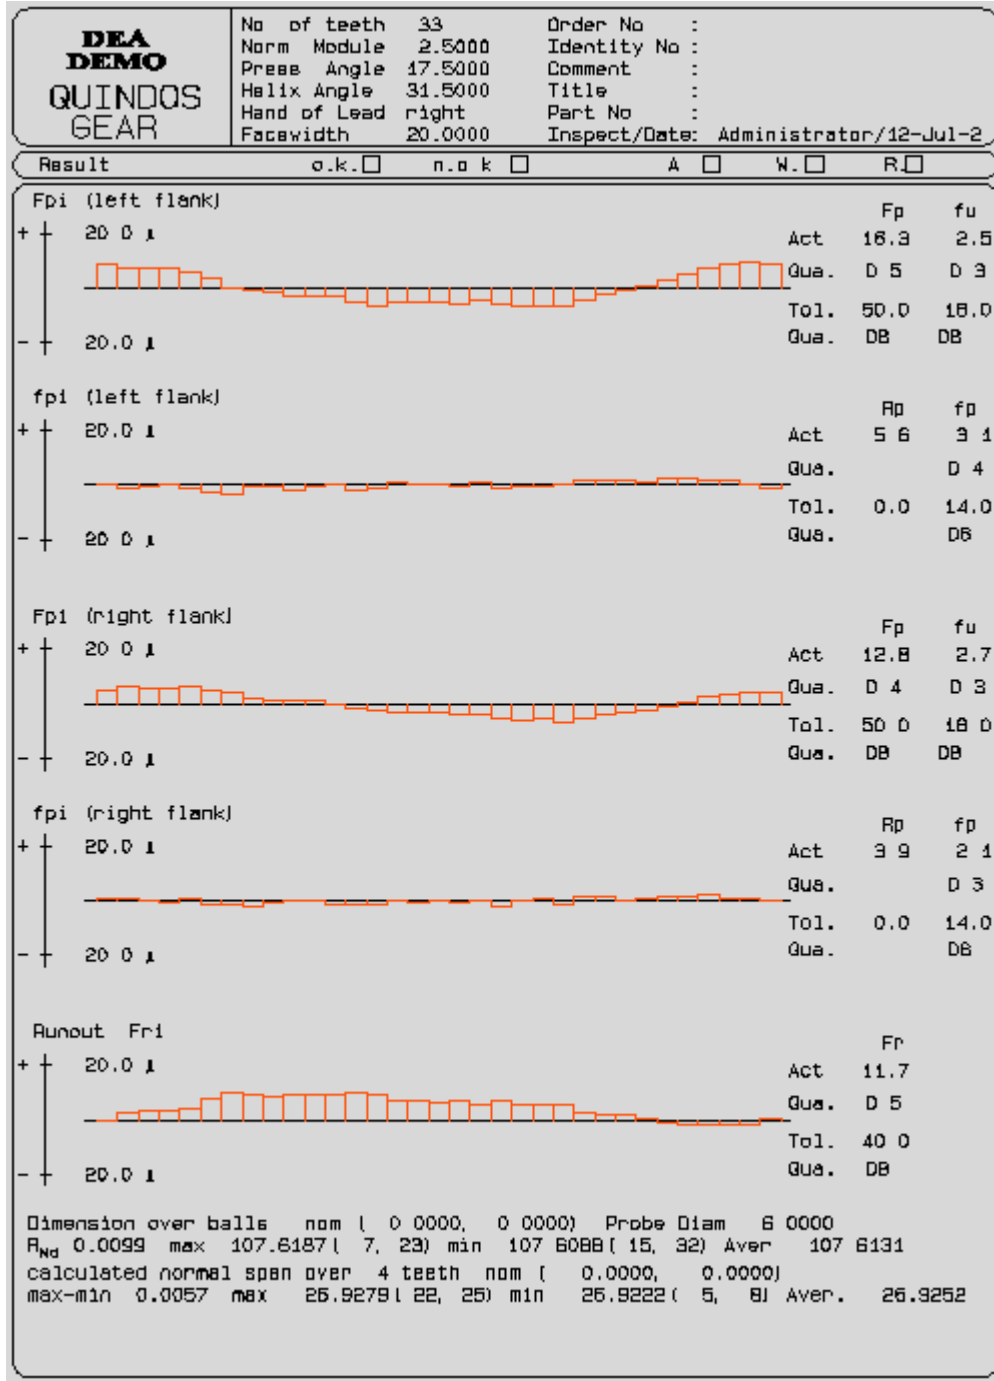 DEA
DEMO
QUINDOS
GEAR
No of teeth 33
Norm Module 2.5000
Press Angle 17.5000
Helix Angle 31.5000
Hand of Lead right
Facewidth 20.0000
Order No :
Identity No :
Comment :
Title :
Part No :
Inspect/Date: Administrator/12-Jul-2
Result o.k. n.o k A W. R.
Fpi (left flank)
Fp fu
+ 20 0 µ
Act 16.3 2.5
Qua. D 5 D 3
Tol. 50.0 18.0
- 20.0 µ
Qua. D8 D8
fpi (left flank)
Rp fp
+ 20.0 µ
Act 5 6 3 1
Qua. D 4
Tol. 0.0 14.0
- 20 0 µ
Qua. D8
Fpi (right flank)
Fp fu
+ 20 0 µ
Act 12.8 2.7
Qua. D 4 D 3
Tol. 50 0 18 0
- 20.0 µ
Qua. D8 D8
fpi (right flank)
Rp fp
+ 20.0 µ
Act 3 9 2 1
Qua. D 3
Tol. 0.0 14.0
- 20 0 µ
Qua. D8
Runout Fri
Fr
+ 20.0 µ
Act 11.7
Qua. D 5
Tol. 40 0
- 20.0 µ
Qua. D8
Dimension over balls nom ( 0 0000, 0 0000) Probe Diam 6 0000
RNd 0.0099 max 107.6187( 7, 23) min 107 6088( 15, 32) Aver 107 6131
calculated normal span over 4 teeth nom ( 0.0000, 0.0000)
max-min 0.0057 max 26.9279( 22, 25) min 26.9222( 5, 8) Aver. 26.9252